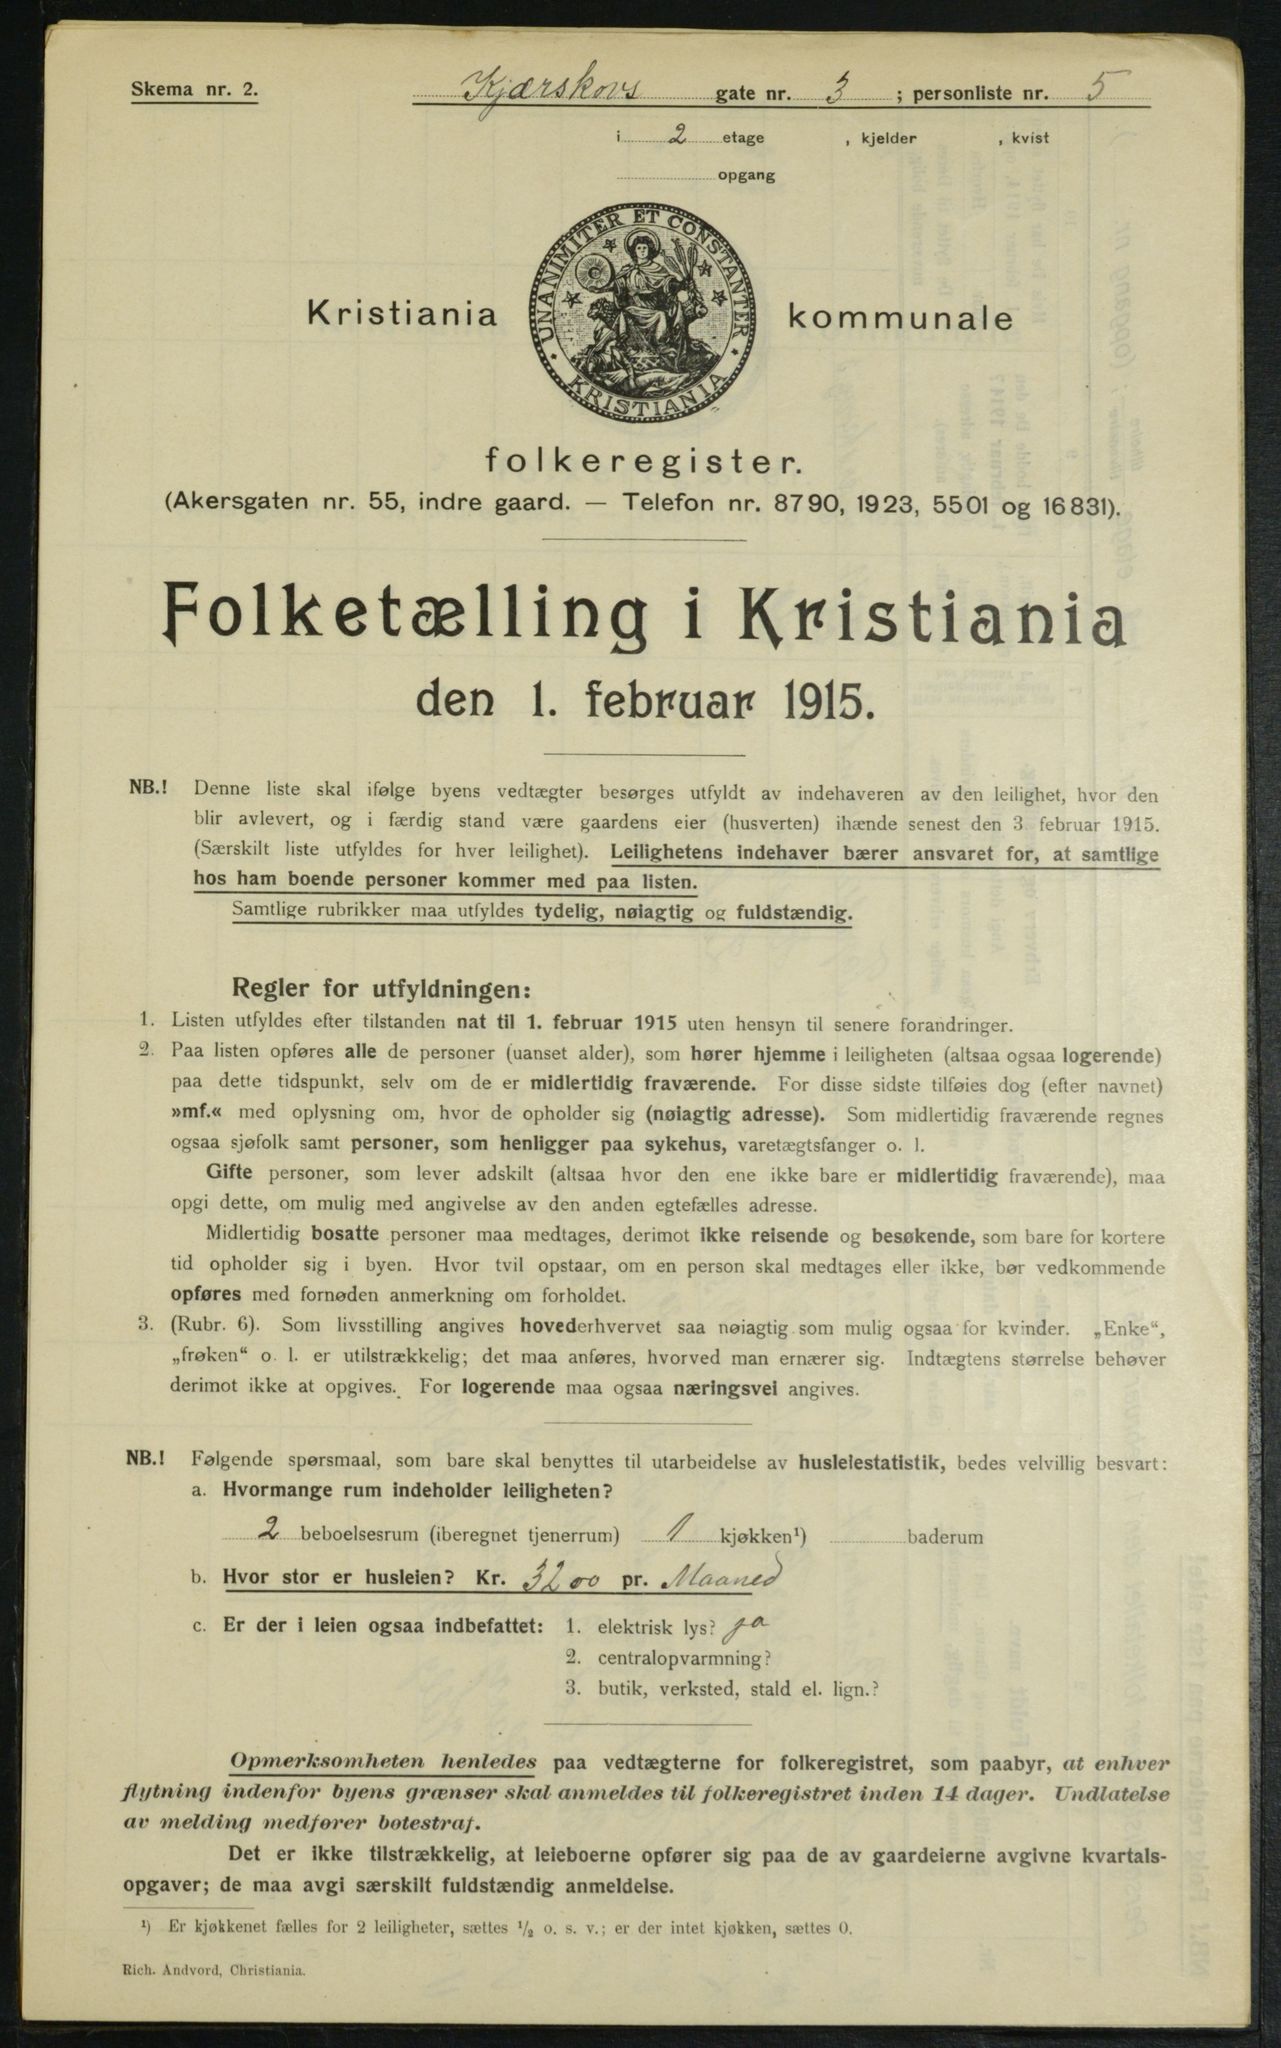 Skema nr. 2. Kjærskovs gate nr. 3 ; personliste nr. 5
i 2 etage , kjelder , kvist
opgang
UNANIMITER ET CONSTANTER
KRISTIANIA
Kristiania kommunale
folkeregister.
(Akersgaten nr. 55, indre gaard. — Telefon nr. 8790, 1923, 5501 og 16831).
Folketælling i Kristiania
den 1. februar 1915.
NB.! Denne liste skal ifølge byens vedtægter besørges utfyldt av indehaveren av den leilighet, hvor den
blir avlevert, og i færdig stand være gaardens eier (husverten) ihænde senest den 3 februar 1915.
(Særskilt liste utfyldes for hver leilighet). Leilighetens indehaver bærer ansvaret for, at samtlige
hos ham boende personer kommer med paa listen.
Samtlige rubrikker maa utfyldes tydelig, nøiagtig og fuldstændig.
Regler for utfyldningen:
1. Listen utfyldes efter tilstanden nat til 1. februar 1915 uten hensyn til senere forandringer.
2. Paa listen opføres alle de personer (uanset alder), som hører hjemme i leiligheten (altsaa ogsaa logerende)
paa dette tidspunkt, selv om de er midlertidig fraværende. For disse sidste tilføies dog (efter navnet)
»mf.« med oplysning om, hvor de opholder sig (nøiagtig adresse). Som midlertidig fraværende regnes
ogsaa sjøfolk samt personer, som henligger paa sykehus, varetægtsfanger o. l.
Gifte personer, som lever adskilt (altsaa hvor den ene ikke bare er midlertidig fraværende), maa
opgi dette, om mulig med angivelse av den anden egtefælles adresse.
Midlertidig bosatte personer maa medtages, derimot ikke reisende og besøkende, som bare for kortere
tid opholder sig i byen. Hvor tvil opstaar, om en person skal medtages eller ikke, bør vedkommende
opføres med fornøden anmerkning om forholdet.
3. (Rubr. 6). Som livsstilling angives hovederhvervet saa nøiagtig som mulig ogsaa for kvinder. „Enke“,
„frøken“ o. l. er utilstrækkelig; det maa anføres, hvorved man ernærer sig. Indtægtens størrelse behøver
derimot ikke at opgives. For logerende maa ogsaa næringsvei angives.
NB.! Følgende spørsmaal, som bare skal benyttes til utarbeidelse av husleiestatistik, bedes velvillig besvart:
a. Hvormange rum indeholder leiligheten?
2 beboelsesrum (iberegnet tjenerrum) 1 kjøkken¹) baderum
b. Hvor stor er husleien? Kr. 32 00 pr. Maaned
c. Er der i leien ogsaa indbefattet: 1. elektrisk lys? ja
2. centralopvarmning?
3. butik, verksted, stald el. lign.?
Opmerksomheten henledes paa vedtægterne for folkeregistret, som paabyr, at enhver
flytning indenfor byens grænser skal anmeldes til folkeregistret inden 14 dager. Undlatelse
av melding medfører bøtestraf.
Det er ikke tilstrækkelig, at leieboerne opfører sig paa de av gaardeierne avgivne kvartals-
opgaver; de maa avgi særskilt fuldstændig anmeldelse.
¹) Er kjøkkenet fælles for 2 leiligheter, sættes ½ o. s. v.; er der intet kjøkken, sættes 0.
Rich. Andvord, Christiania.